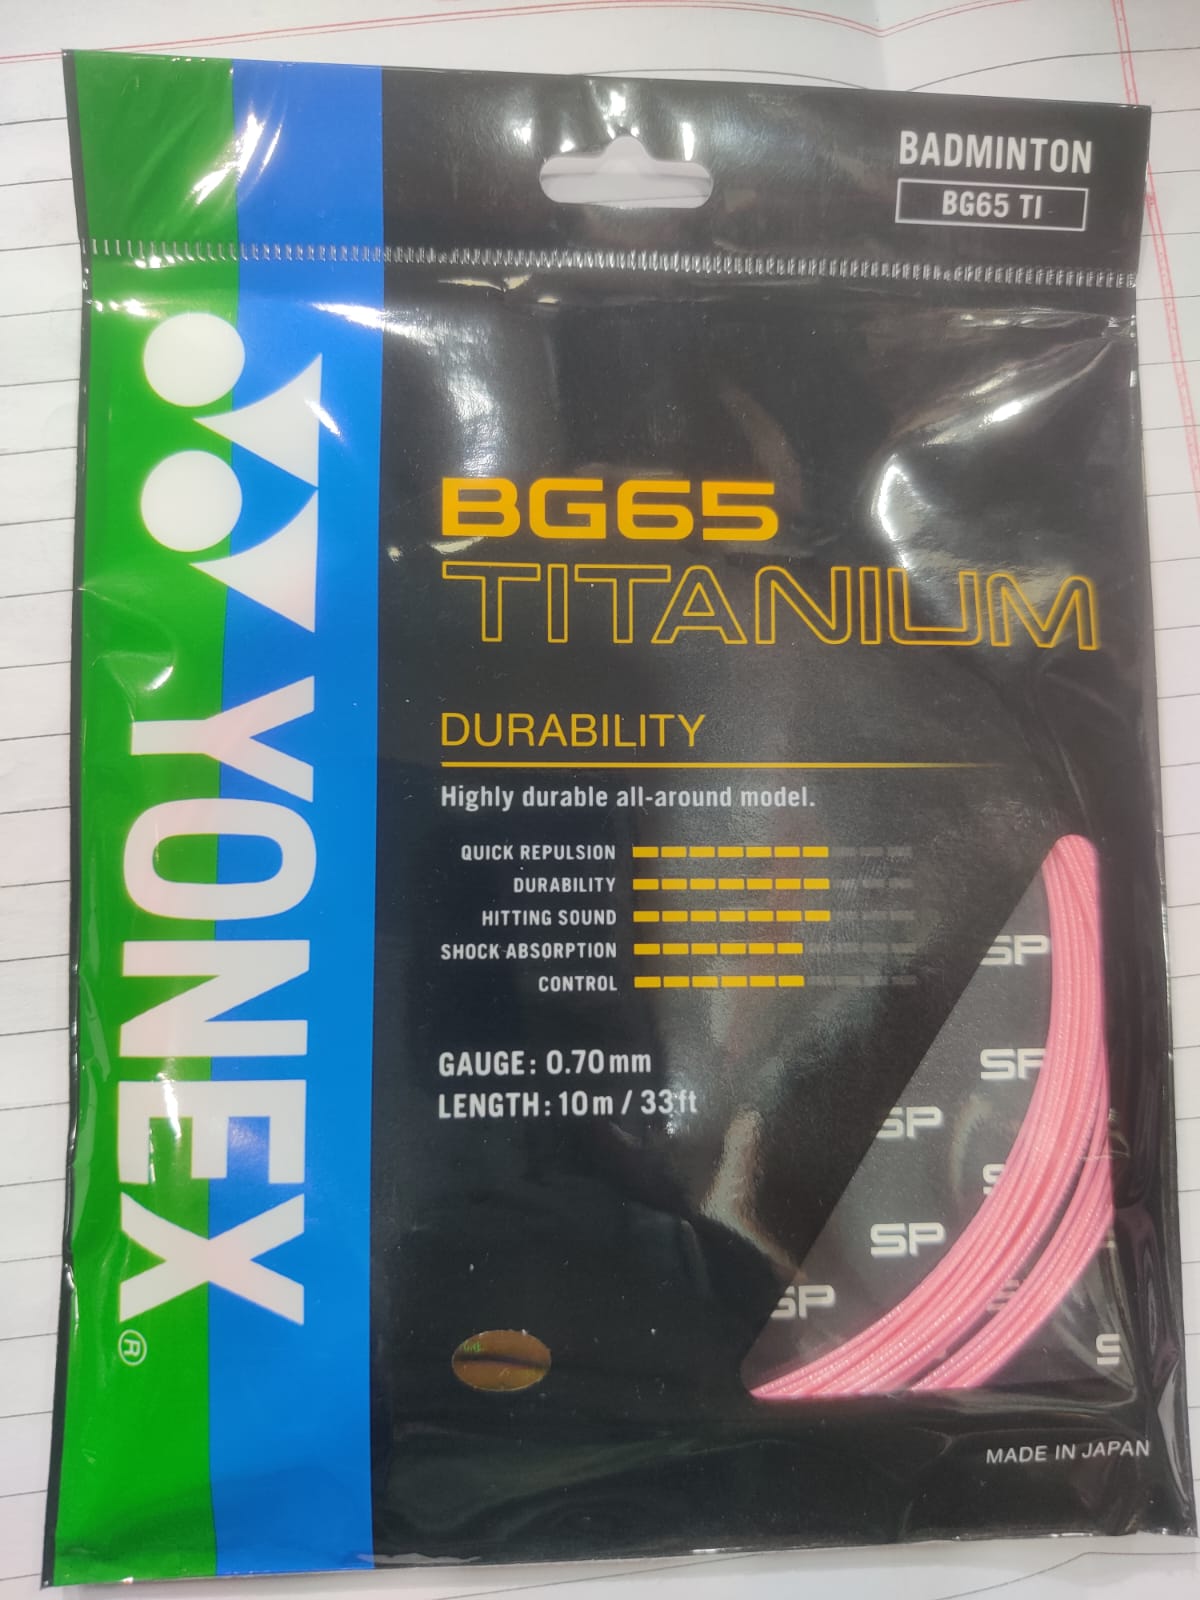 BADMINTON
BG65 TI
YONEX®
BG65
TITANIUM
DURABILITY
Highly durable all-around model.
QUICK REPULSION
DURABILITY
HITTING SOUND
SHOCK ABSORPTION
CONTROL
GAUGE: 0.70mm
LENGTH: 10m / 33ft
SP
SP
SP
SP
MADE IN JAPAN